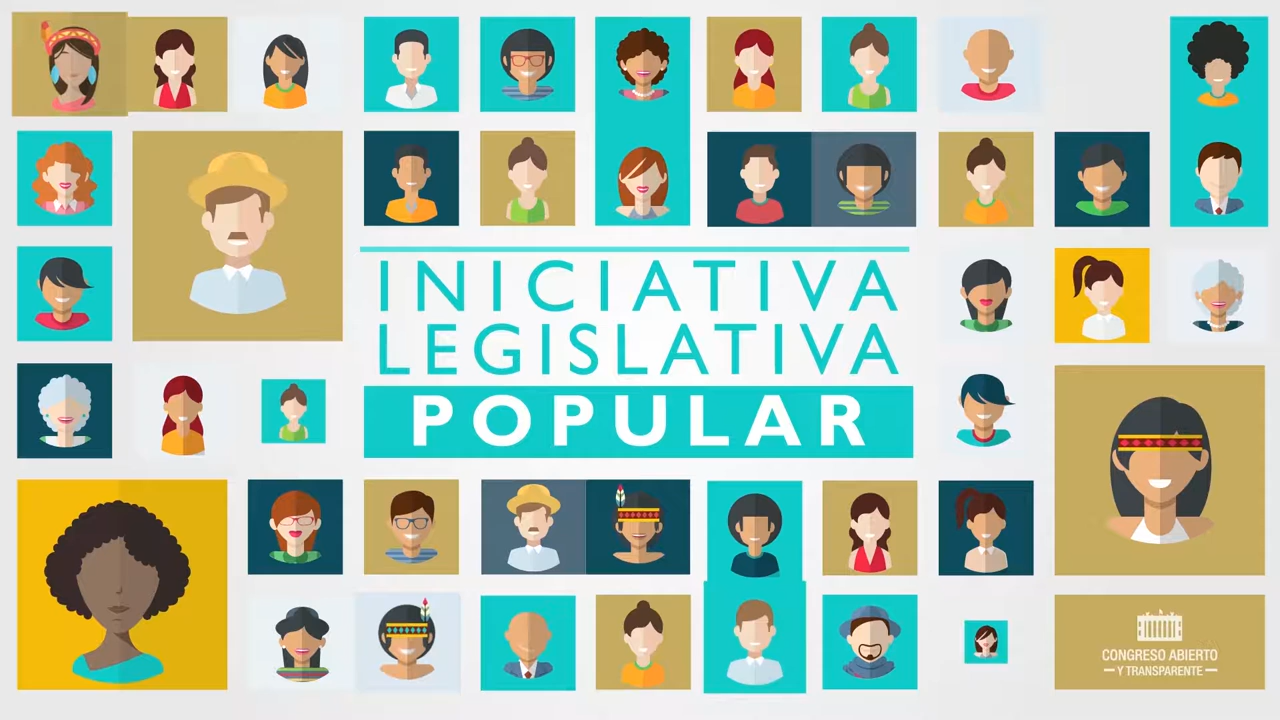 INICIATIVA
LEGISLATIVA
POPULAR
CONGRESO ABIERTO
Y TRANSPARENTE